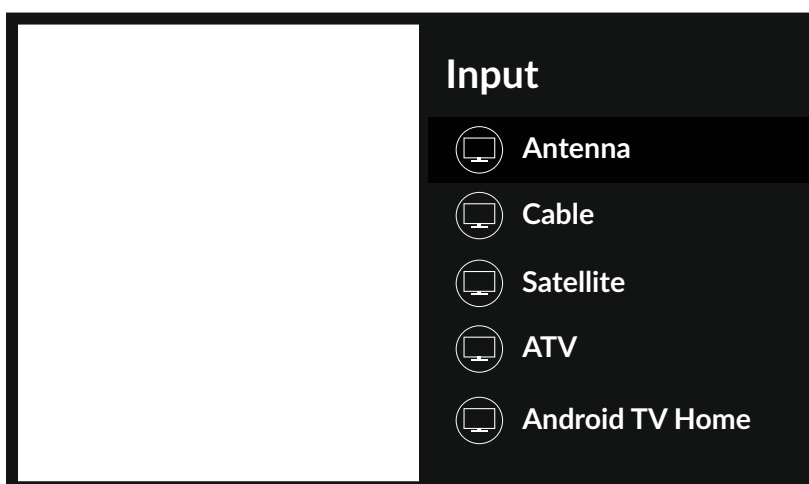 Input
Antenna
Cable
Satellite
ATV
Android TV Home